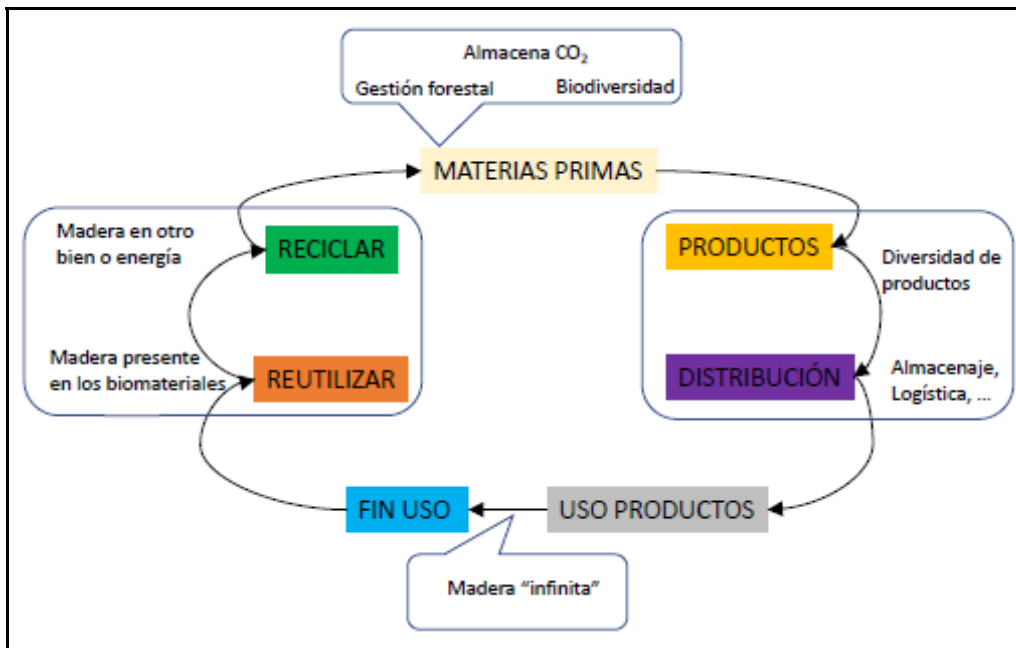 Almacena CO₂
Gestión forestal
Biodiversidad
MATERIAS PRIMAS
Madera en otro
bien o energía
RECICLAR
PRODUCTOS
Diversidad de
productos
Madera presente
en los biomateriales
REUTILIZAR
DISTRIBUCIÓN
Almacenaje,
Logística, ...
FIN USO
USO PRODUCTOS
Madera “infinita”